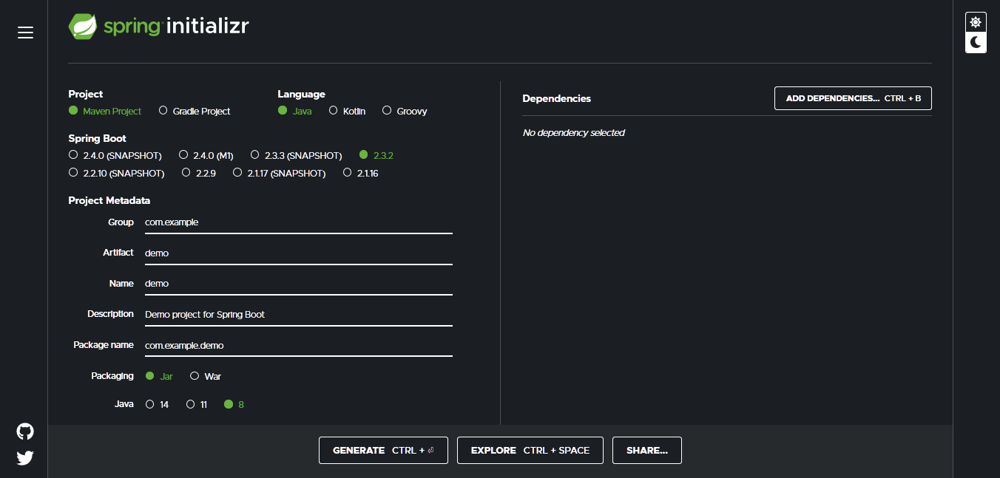 spring initializr
Project
Maven Project Gradle Project
Language
Java Kotlin Groovy
Spring Boot
2.4.0 (SNAPSHOT) 2.4.0 (M1) 2.3.3 (SNAPSHOT) 2.3.2
2.2.10 (SNAPSHOT) 2.2.9 2.1.17 (SNAPSHOT) 2.1.16
Project Metadata
Group com.example
Artifact demo
Name demo
Description Demo project for Spring Boot
Package name com.example.demo
Packaging Jar War
Java 14 11 8
Dependencies ADD DEPENDENCIES... CTRL + B
No dependency selected
GENERATE CTRL + ⏎ EXPLORE CTRL + SPACE SHARE...